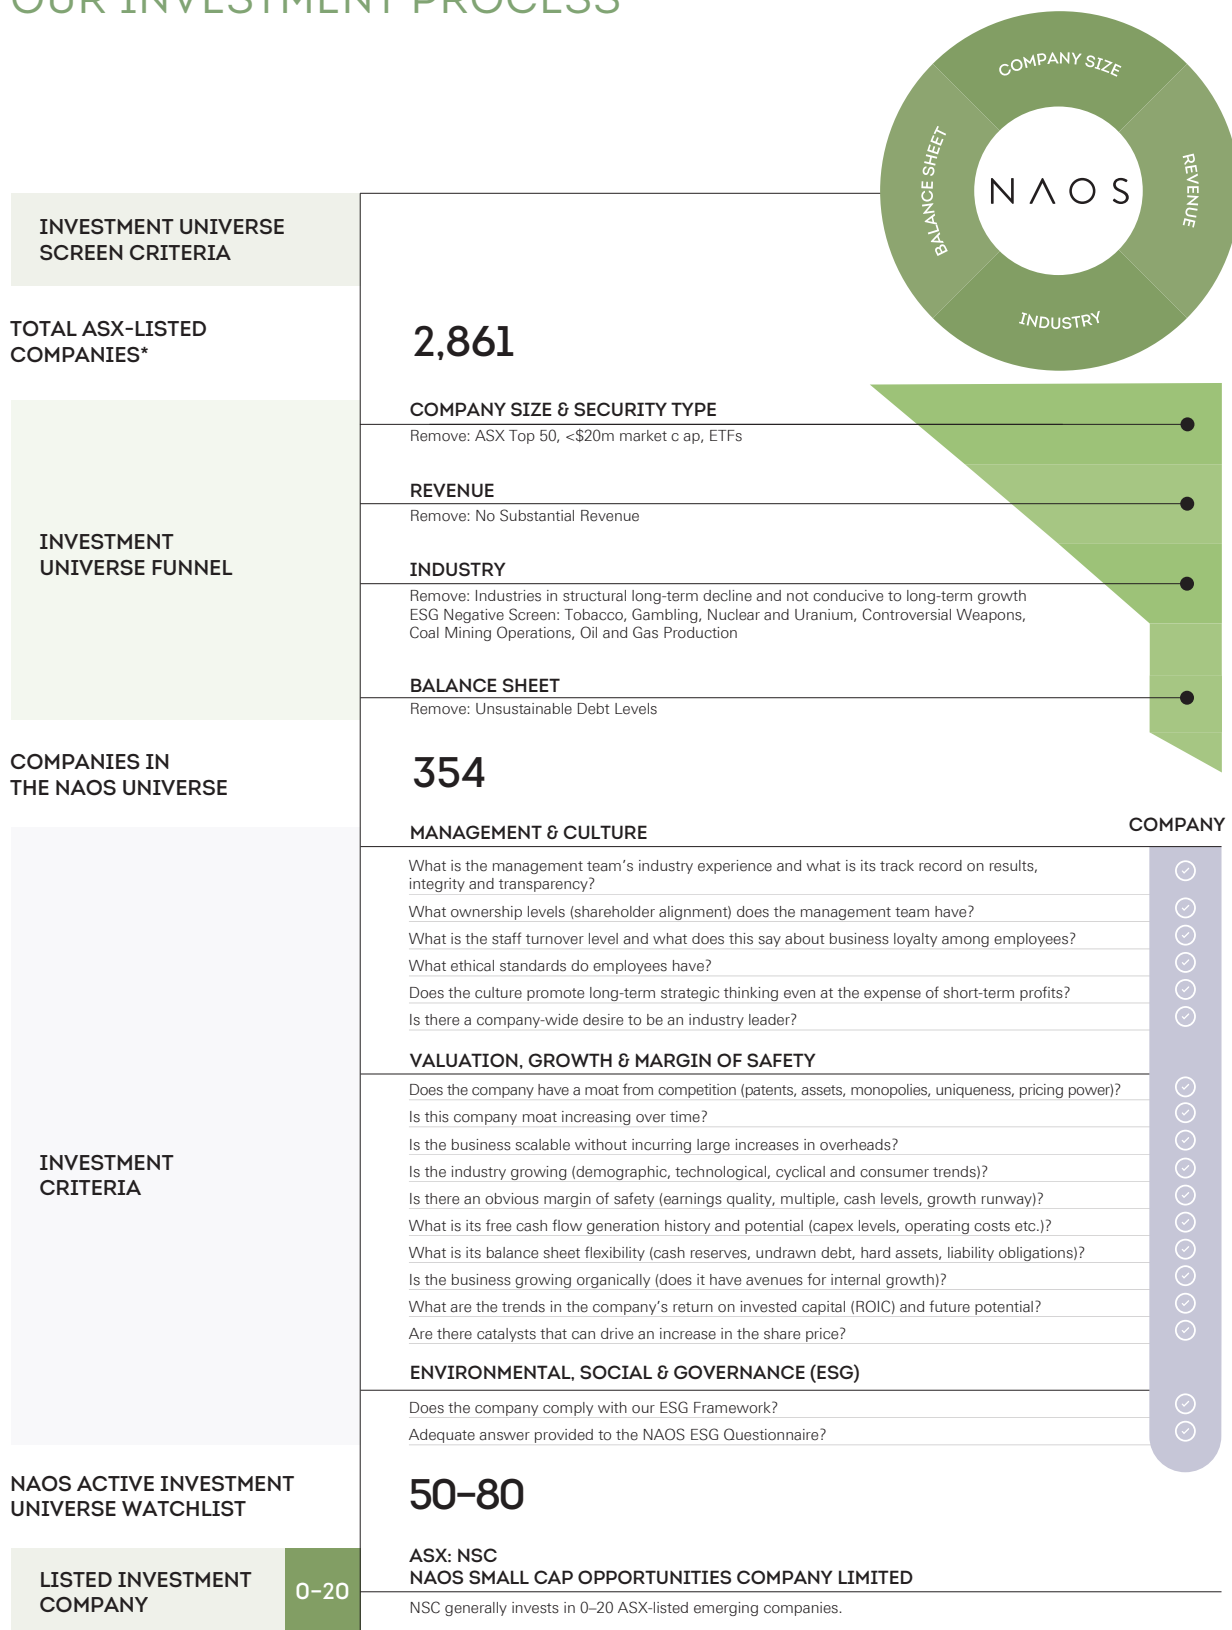 OUR INVESTMENT PROCESS
COMPANY SIZE
BALANCE SHEET
NAOS
REVENUE
INDUSTRY
INVESTMENT UNIVERSE
SCREEN CRITERIA
TOTAL ASX-LISTED
COMPANIES*
2,861
COMPANY SIZE & SECURITY TYPE
Remove: ASX Top 50, <$20m market c ap, ETFs
REVENUE
Remove: No Substantial Revenue
INVESTMENT
UNIVERSE FUNNEL
INDUSTRY
Remove: Industries in structural long-term decline and not conducive to long-term growth
ESG Negative Screen: Tobacco, Gambling, Nuclear and Uranium, Controversial Weapons,
Coal Mining Operations, Oil and Gas Production
BALANCE SHEET
Remove: Unsustainable Debt Levels
COMPANIES IN
THE NAOS UNIVERSE
354
COMPANY
MANAGEMENT & CULTURE
What is the management team's industry experience and what is its track record on results,
integrity and transparency?
What ownership levels (shareholder alignment) does the management team have?
What is the staff turnover level and what does this say about business loyalty among employees?
What ethical standards do employees have?
Does the culture promote long-term strategic thinking even at the expense of short-term profits?
Is there a company-wide desire to be an industry leader?
VALUATION, GROWTH & MARGIN OF SAFETY
Does the company have a moat from competition (patents, assets, monopolies, uniqueness, pricing power)?
Is this company moat increasing over time?
Is the business scalable without incurring large increases in overheads?
INVESTMENT
CRITERIA
Is the industry growing (demographic, technological, cyclical and consumer trends)?
Is there an obvious margin of safety (earnings quality, multiple, cash levels, growth runway)?
What is its free cash flow generation history and potential (capex levels, operating costs etc.)?
What is its balance sheet flexibility (cash reserves, undrawn debt, hard assets, liability obligations)?
Is the business growing organically (does it have avenues for internal growth)?
What are the trends in the company's return on invested capital (ROIC) and future potential?
Are there catalysts that can drive an increase in the share price?
ENVIRONMENTAL, SOCIAL & GOVERNANCE (ESG)
Does the company comply with our ESG Framework?
Adequate answer provided to the NAOS ESG Questionnaire?
NAOS ACTIVE INVESTMENT
UNIVERSE WATCHLIST
50–80
LISTED INVESTMENT
COMPANY
0–20
ASX: NSC
NAOS SMALL CAP OPPORTUNITIES COMPANY LIMITED
NSC generally invests in 0–20 ASX-listed emerging companies.